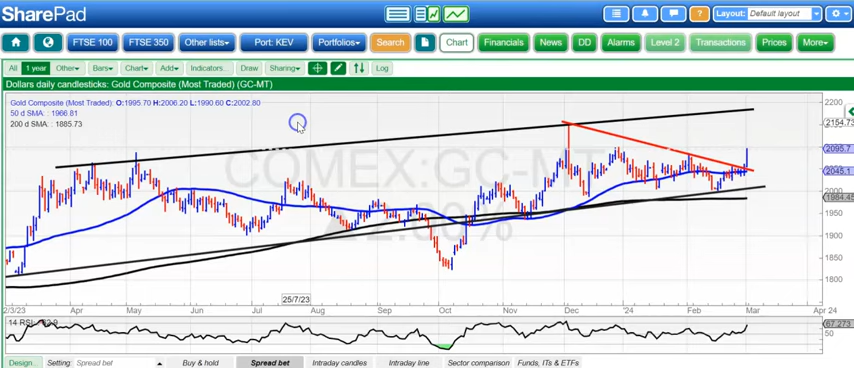 SharePad
Layout: Default layout
FTSE 100 FTSE 350 Other lists Port: KEV Portfolios Search Chart Financials News DD Alarms Level 2 Transactions Prices More
All 1 year Other Bars Chart Add Indicators.. Draw Sharing Log
Dollars daily candlesticks: Gold Composite (Most Traded) (GC-MT)
Gold Composite (Most Traded) O:1995.70 H:2006.20 L:1990.60 C:2002.80
50 d SMA: : 1966.81
200 d SMA: : 1885.73
COMEX:GC-MT
2.00%
2200
2154.73
2095.7
2045.1
2000
1984.45
1950
1900
1850
1800
2/3/23 Apr May Jun Jul 25/7/23 Aug Sep Oct Nov Dec '24 Feb Mar Apr 24
14 RSI:
67.273
50
Design.. Setting: Spread bet Buy & hold Spread bet Intraday candles Intraday line Sector comparison Funds, ITs & ETFs